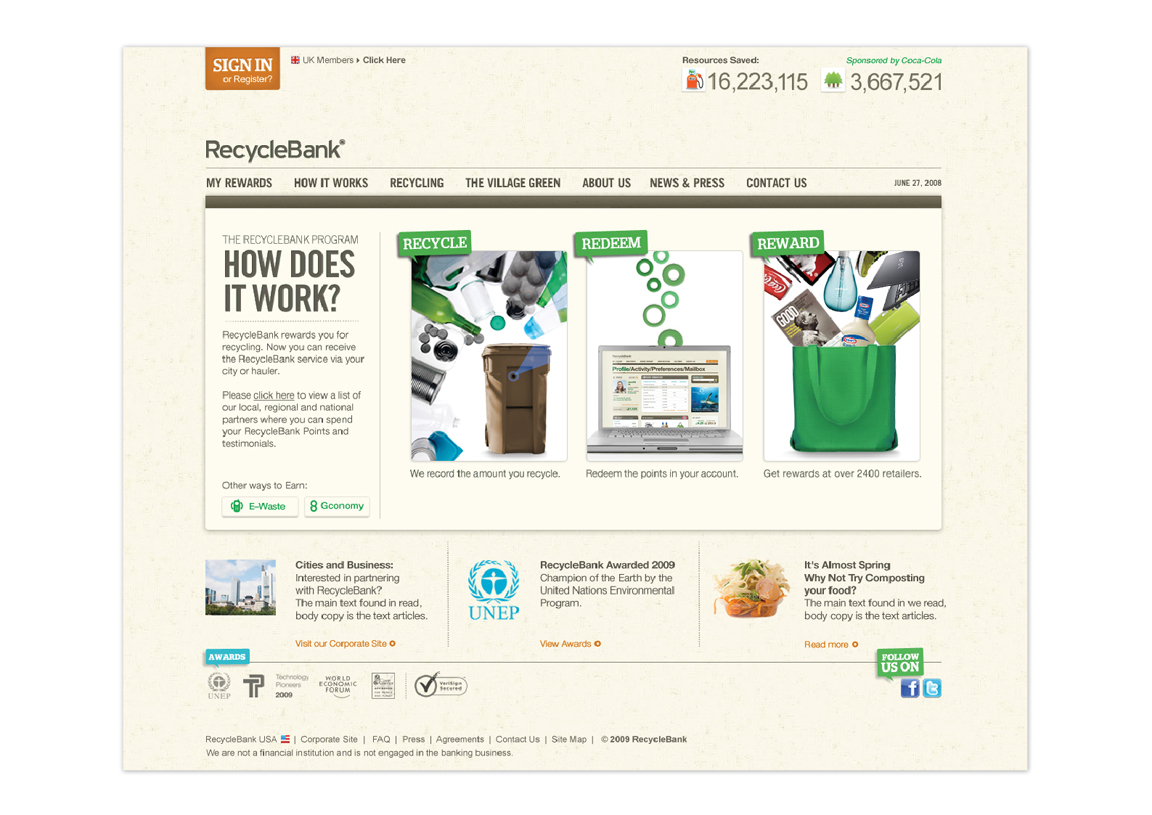 SIGN IN
or Register?
UK Members Click Here
Resources Saved:
Sponsored by Coca-Cola
16,223,115
3,667,521
RecycleBank®
MY REWARDS HOW IT WORKS RECYCLING THE VILLAGE GREEN ABOUT US NEWS & PRESS CONTACT US
JUNE 27, 2008
THE RECYCLEBANK PROGRAM
HOW DOES
IT WORK?
RecycleBank rewards you for
recycling. Now you can receive
the RecycleBank service via your
city or hauler.
Please click here to view a list of
our local, regional and national
partners where you can spend
your RecycleBank Points and
testimonials.
Other ways to Earn:
E-Waste
Gconomy
RECYCLE
We record the amount you recycle.
REDEEM
Profile/Activity/Preferences/Mailbox
Redeem the points in your account.
REWARD
GOOD
Get rewards at over 2400 retailers.
Cities and Business:
Interested in partnering
with RecycleBank?
The main text found in read,
body copy is the text articles.
Visit our Corporate Site
UNEP
RecycleBank Awarded 2009
Champion of the Earth by the
United Nations Environmental
Program.
View Awards
It's Almost Spring
Why Not Try Composting
your food?
The main text found in we read,
body copy is the text articles.
Read more
AWARDS
UNEP
Technology
Pioneers
2009
WORLD
ECONOMIC
FORUM
VeriSign
Secured
FOLLOW
US ON
RecycleBank USA | Corporate Site | FAQ | Press | Agreements | Contact Us | Site Map | © 2009 RecycleBank
We are not a financial institution and is not engaged in the banking business.